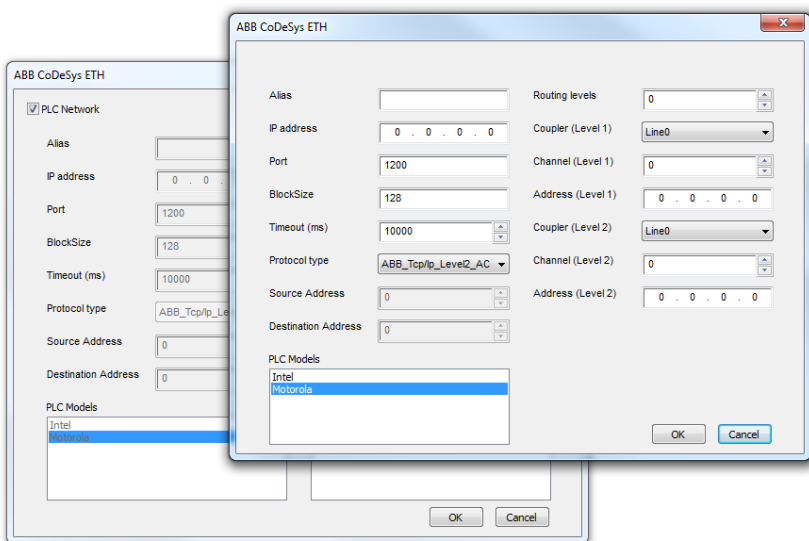 ABB CoDeSys ETH
PLC Network
Alias
IP address
0 . 0 .
Port
1200
BlockSize
128
Timeout (ms)
10000
Protocol type
ABB_Tcp/Ip_Le
Source Address
0
Destination Address
0
PLC Models
Intel
Motorola
OK
Cancel
ABB CoDeSys ETH
Alias
IP address
0 . 0 . 0 . 0
Port
1200
BlockSize
128
Timeout (ms)
10000
Protocol type
ABB_Tcp/Ip_Level2_AC
Source Address
0
Destination Address
0
PLC Models
Intel
Motorola
Routing levels
0
Coupler (Level 1)
Line0
Channel (Level 1)
0
Address (Level 1)
0 . 0 . 0 . 0
Coupler (Level 2)
Line0
Channel (Level 2)
0
Address (Level 2)
0 . 0 . 0 . 0
OK
Cancel